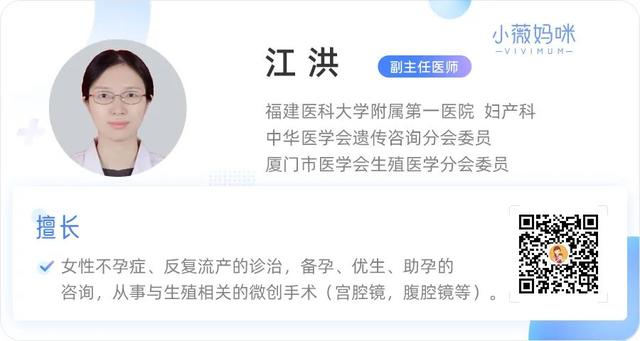 小薇妈咪
VIVIMUM
江洪
副主任医师
福建医科大学附属第一医院 妇产科
中华医学会遗传咨询分会委员
厦门市医学会生殖医学分会委员
擅长
女性不孕症、反复流产的诊治，备孕、优生、助孕的
咨询，从事与生殖相关的微创手术（宫腔镜，腹腔镜等）。